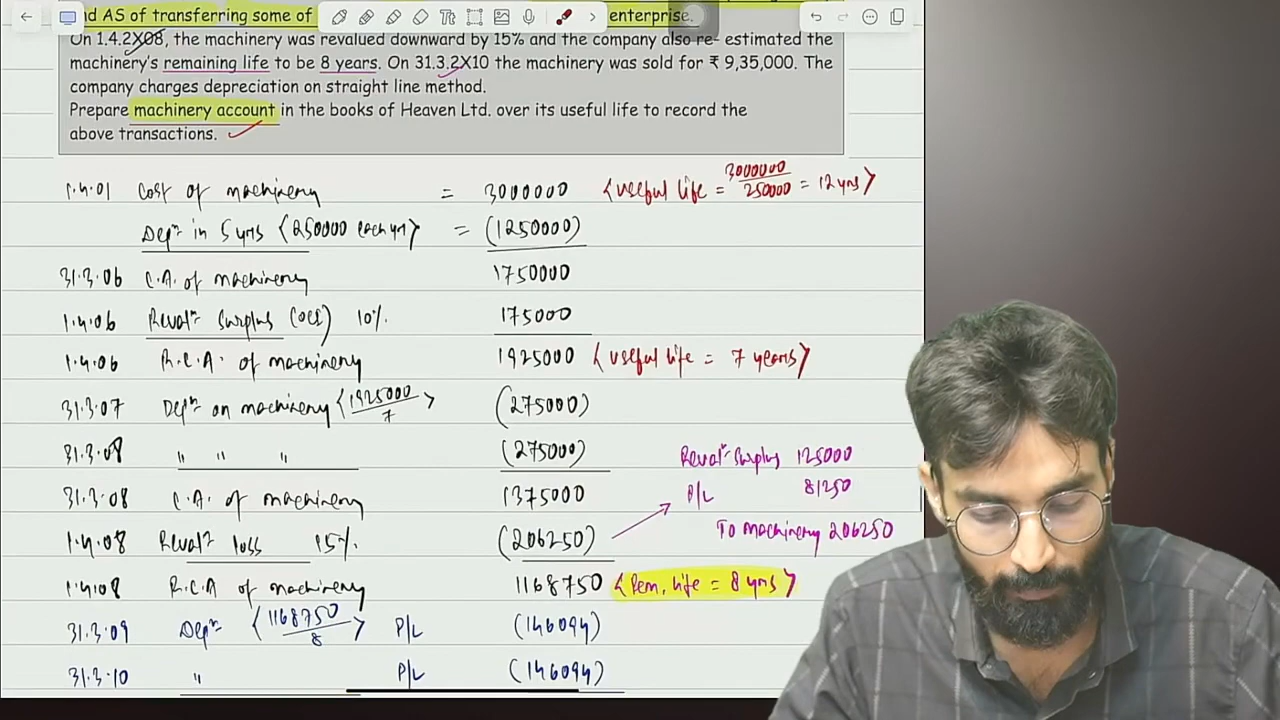 nd AS of transferring some of enterprise.
On 1.4.2X08, the machinery was revalued downward by 15% and the company also re- estimated the
machinery's remaining life to be 8 years. On 31.3.2X10 the machinery was sold for ₹ 9,35,000. The
company charges depreciation on straight line method.
Prepare machinery account in the books of Heaven Ltd. over its useful life to record the
above transactions.
1.4.01 Cost of machinery = 3000000 <useful life = 3000000/250000 = 12 yrs>
Depn in 5 yrs <250000 each yr> = (1250000)
31.3.06 C.A. of machinery 1750000
1.4.06 Revaln Surplus (OCI) 10%. 175000
1.4.06 R.C.A. of machinery 1925000 <useful life = 7 years>
31.3.07 Depn on machinery <1925000/7> (275000)
31.3.08 " " " (275000)
31.3.08 C.A. of machinery 1375000
1.4.08 Revaln loss 15%. (206250)
Revaln Surplus 125000
P/L 81250
To machinery 206250
1.4.08 R.C.A of machinery 1168750 <Rem. life = 8 yrs>
31.3.09 Depn <1168750/8> P/L (146094)
31.3.10 " P/L (146094)